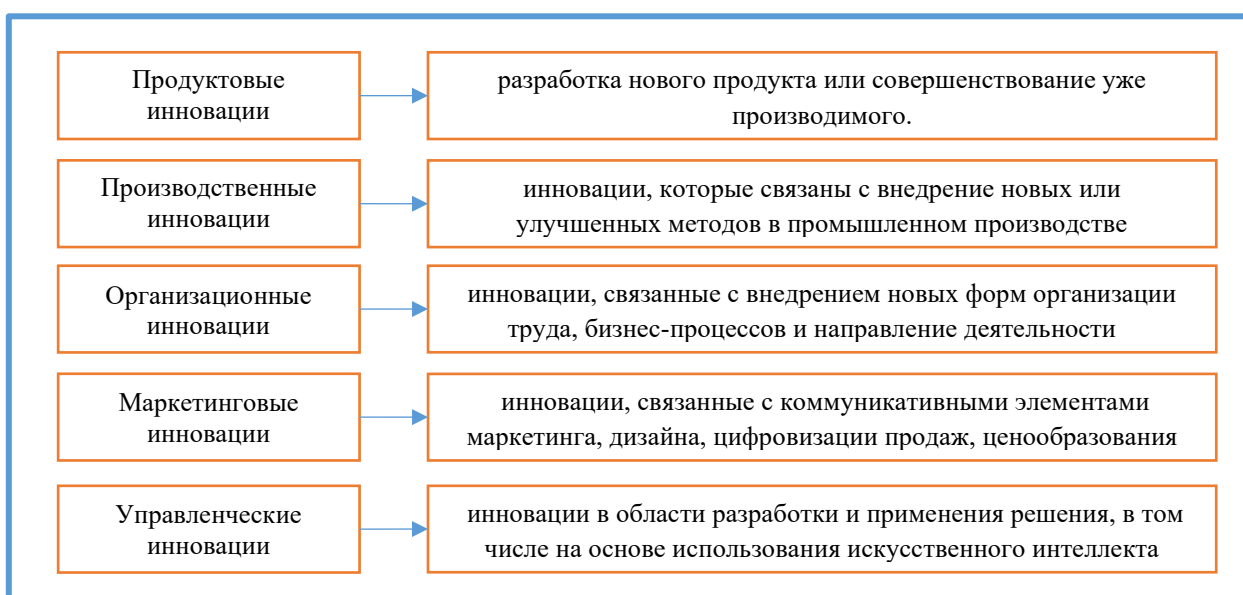 Продуктовые
инновации
разработка нового продукта или совершенствование уже
производимого.
Производственные
инновации
инновации, которые связаны с внедрение новых или
улучшенных методов в промышленном производстве
Организационные
инновации
инновации, связанные с внедрением новых форм организации
труда, бизнес-процессов и направление деятельности
Маркетинговые
инновации
инновации, связанные с коммуникативными элементами
маркетинга, дизайна, цифровизации продаж, ценообразования
Управленческие
инновации
инновации в области разработки и применения решения, в том
числе на основе использования искусственного интеллекта